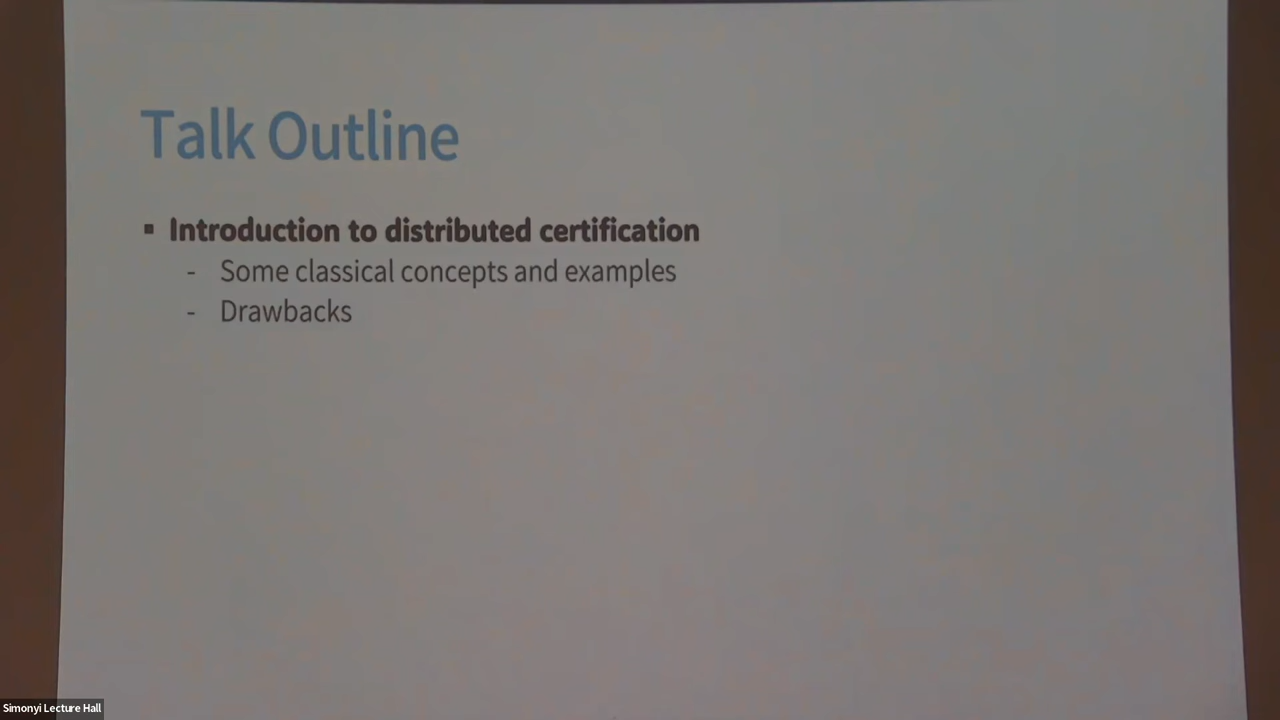 Talk Outline
▪ Introduction to distributed certification
- Some classical concepts and examples
- Drawbacks
Simonyi Lecture Hall